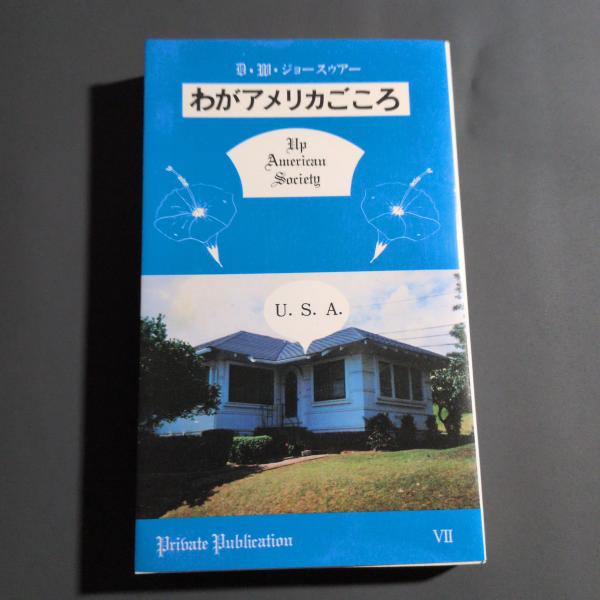 D・W・ジョースゥアー
わがアメリカごころ
Up
American
Society
U. S. A.
Private Publication
VII